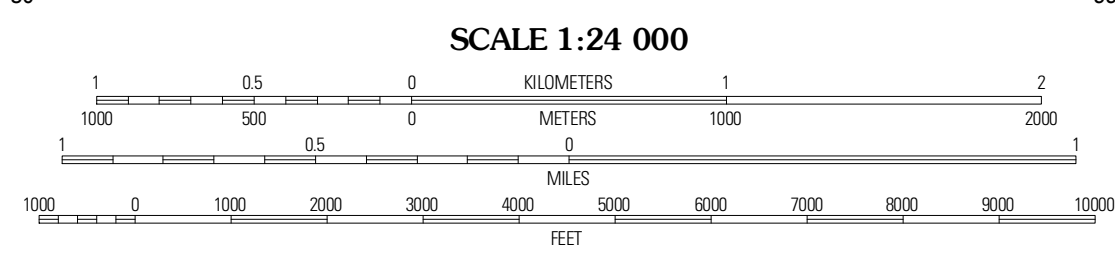 SCALE 1:24 000
1 0.5 0 KILOMETERS 1 2
1000 500 0 METERS 1000 2000
1 0.5 0 1
MILES
1000 0 1000 2000 3000 4000 5000 6000 7000 8000 9000 10000
FEET